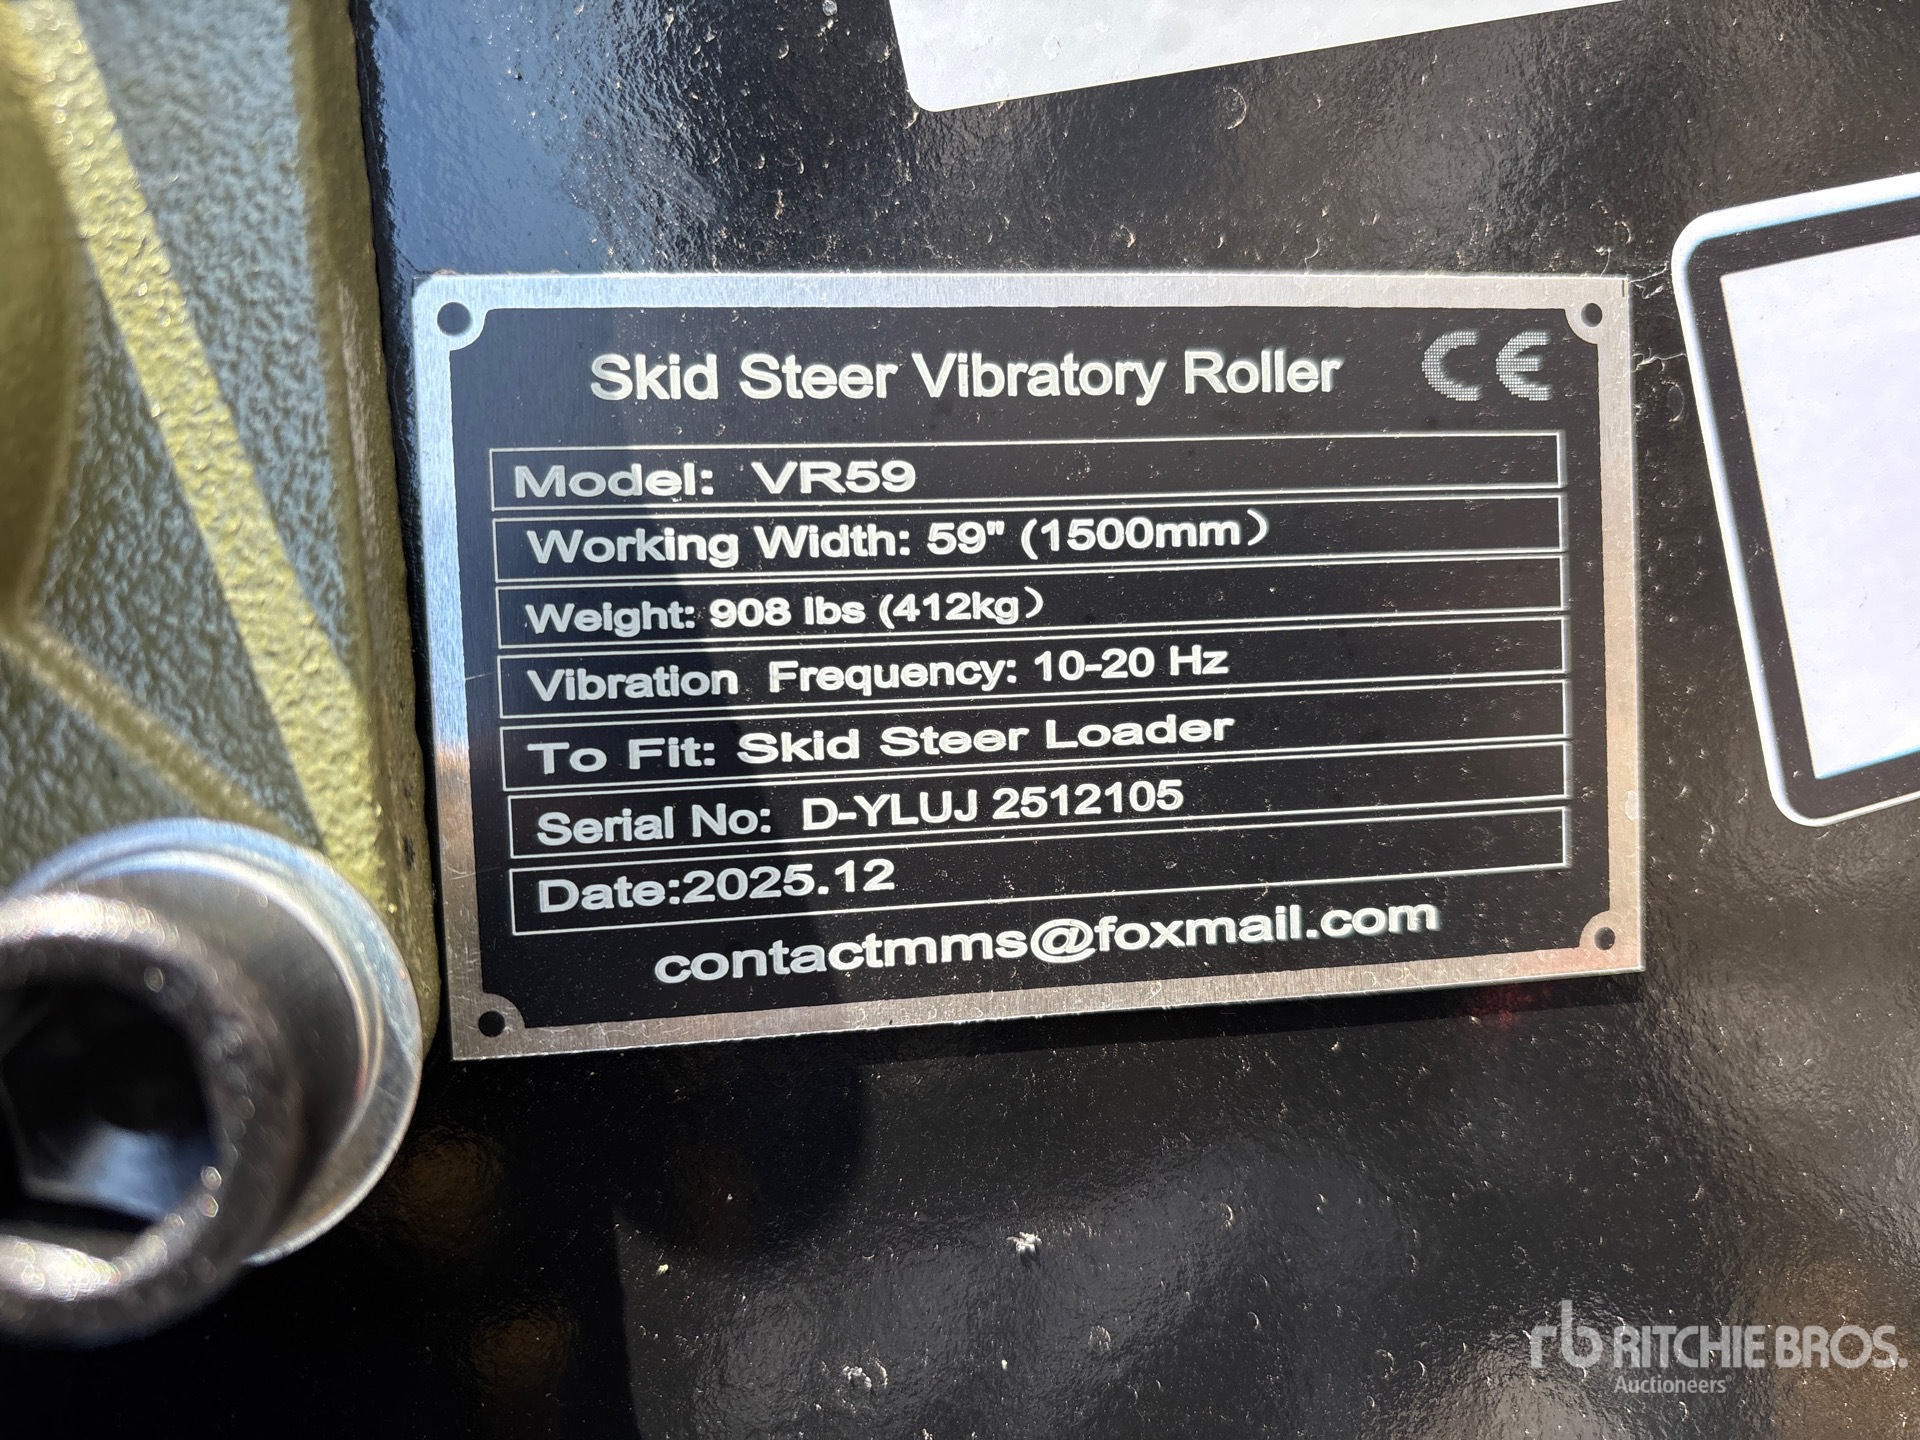 Skid Steer Vibratory Roller CE
Model: VR59
Working Width: 59" (1500mm)
Weight: 908 lbs (412kg)
Vibration Frequency: 10-20 Hz
To Fit: Skid Steer Loader
Serial No: D-YLUJ 2512105
Date:2025.12
contactmms@foxmail.com
rb RITCHIE BROS.
Auctioneers